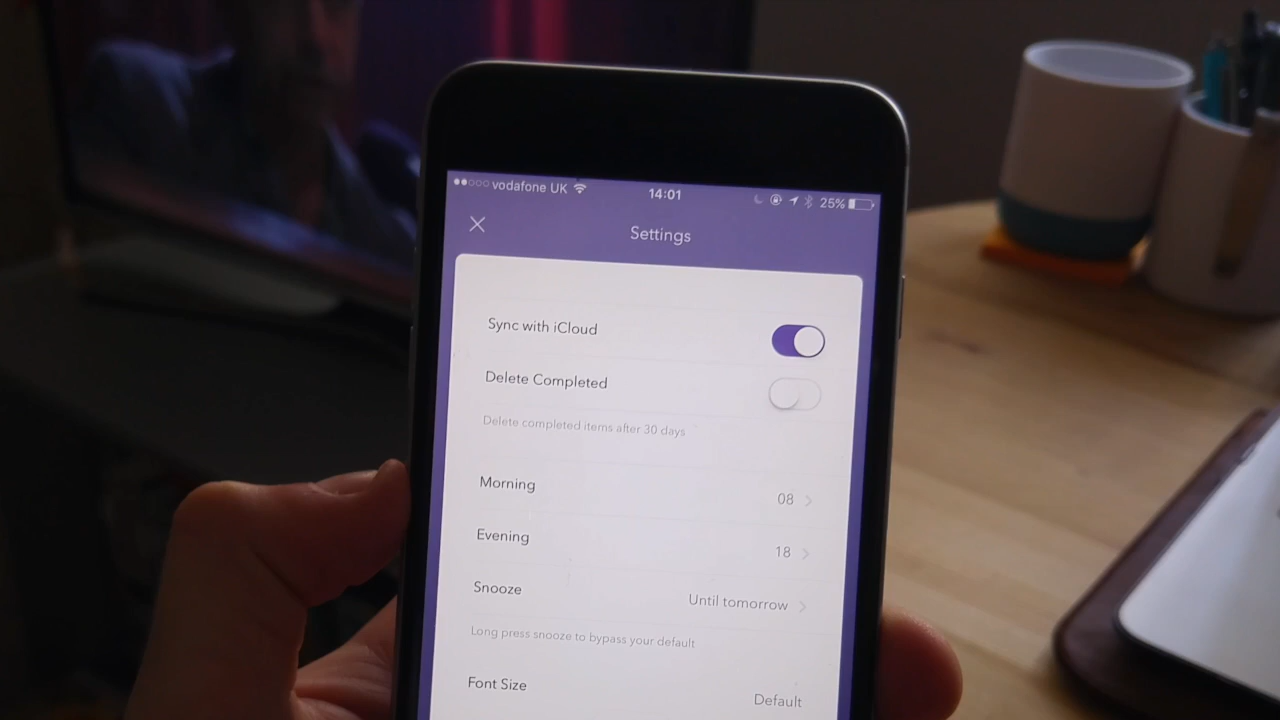 vodafone UK 14:01 25%
Settings
Sync with iCloud
Delete Completed
Delete completed items after 30 days
Morning 08
Evening 18
Snooze Until tomorrow
Long press snooze to bypass your default
Font Size Default